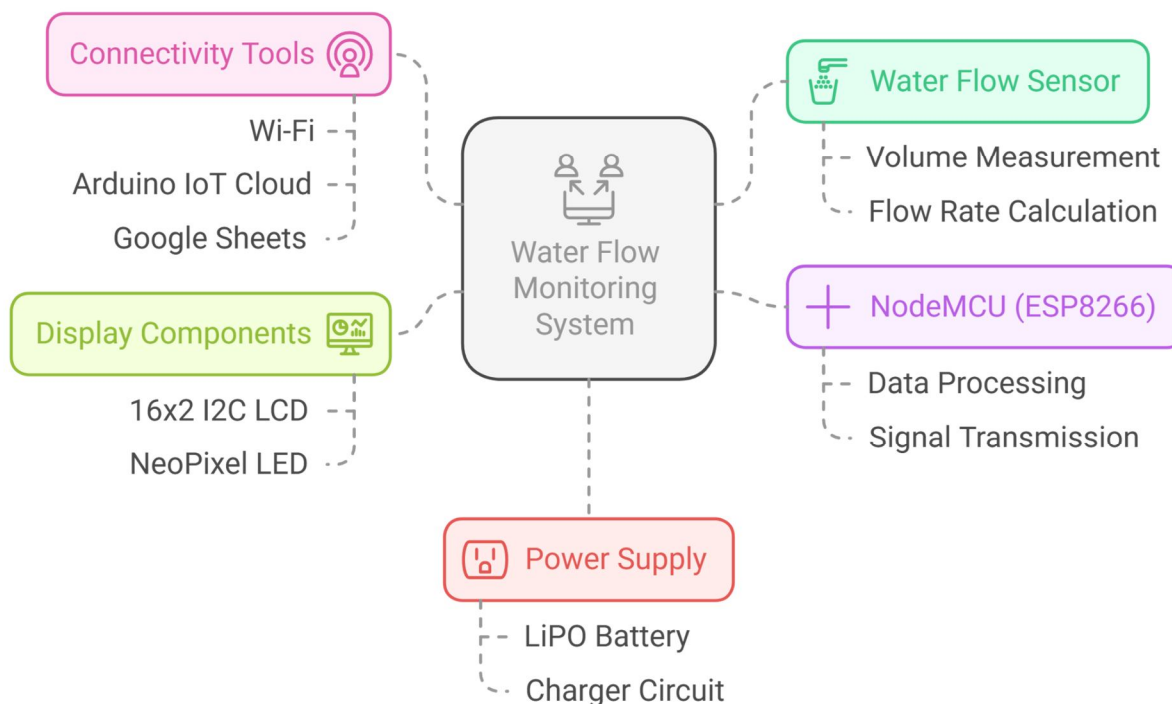 Connectivity Tools
Wi-Fi
Arduino IoT Cloud
Google Sheets
Display Components
16x2 I2C LCD
NeoPixel LED
Water Flow
Monitoring
System
Water Flow Sensor
Volume Measurement
Flow Rate Calculation
NodeMCU (ESP8266)
Data Processing
Signal Transmission
Power Supply
LiPO Battery
Charger Circuit